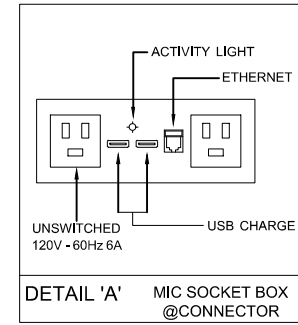 ACTIVITY LIGHT
ETHERNET
UNSWITCHED
120V - 60Hz 6A
USB CHARGE
DETAIL 'A'
MIC SOCKET BOX
@CONNECTOR